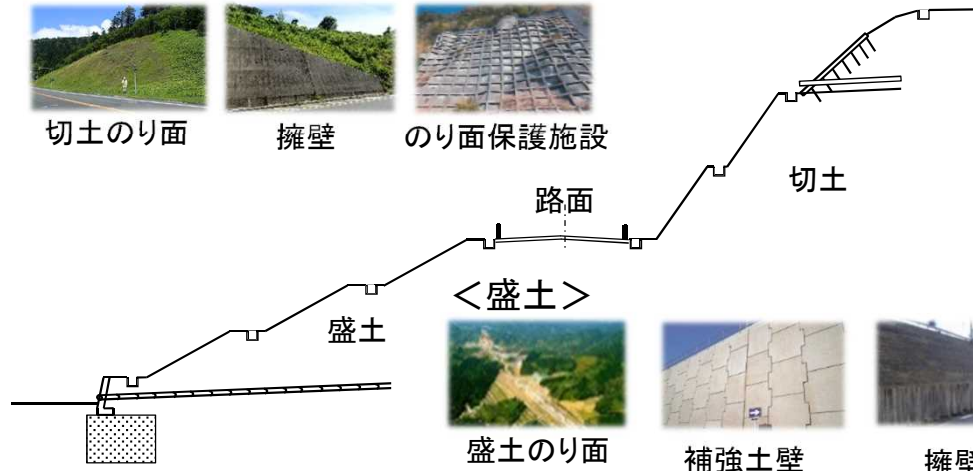 切土のり面
擁壁
のり面保護施設
切土
路面
＜盛土＞
盛土
盛土のり面
補強土壁
擁壁